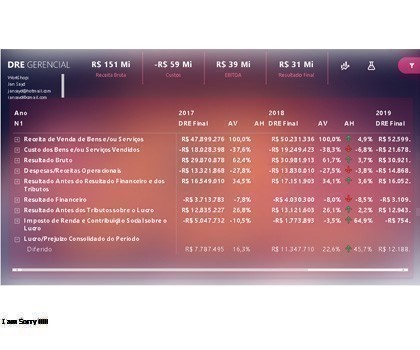 DRE GERENCIAL
R$ 151 Mi -R$ 59 Mi R$ 39 Mi R$ 31 Mi
Receita Bruta Custo EBITDA Resultado Final
WorkShop
Jon Sayd
Ano 2017 2018 2019
N1 DRE Final AV AH DRE Final AV AH DRE Final
Receita de Venda de Bens e/ou Serviços R$ 47.899.276 100,0% R$ 50.231.336 100,0% 4,9% R$ 52.599.
Custo dos Bens e/ou Serviços Vendidos -R$ 18.028.398 -37,6% -R$ 19.249.423 -38,3% -6,8% -R$ 21.678.
Resultado Bruto R$ 29.870.878 62,4% R$ 30.981.913 61,7% 3,7% R$ 30.921.
Despesas/Receitas Operacionais -R$ 13.321.868 -27,8% -R$ 13.830.010 -27,5% -3,8% -R$ 14.868.
Resultado Antes do Resultado Financeiro e dos R$ 16.549.010 34,5% R$ 17.151.903 34,1% 3,6% R$ 16.052.
Tributos
Resultado Financeiro -R$ 3.713.783 -7,8% -R$ 4.030.300 -8,0% -8,5% -R$ 3.109.
Resultado Antes dos Tributos sobre o Lucro R$ 12.835.227 26,8% R$ 13.121.603 26,1% 2,2% R$ 12.943.
Imposto de Renda e Contribuição Social sobre o -R$ 5.047.732 -10,5% -R$ 1.773.893 -3,5% 64,9% -R$ 754.
Lucro
Lucro/Prejuízo Consolidado do Período
Diferido R$ 7.787.495 16,3% R$ 11.347.710 22,6% 45,7% R$ 12.188.
I am Sorry !!!!!